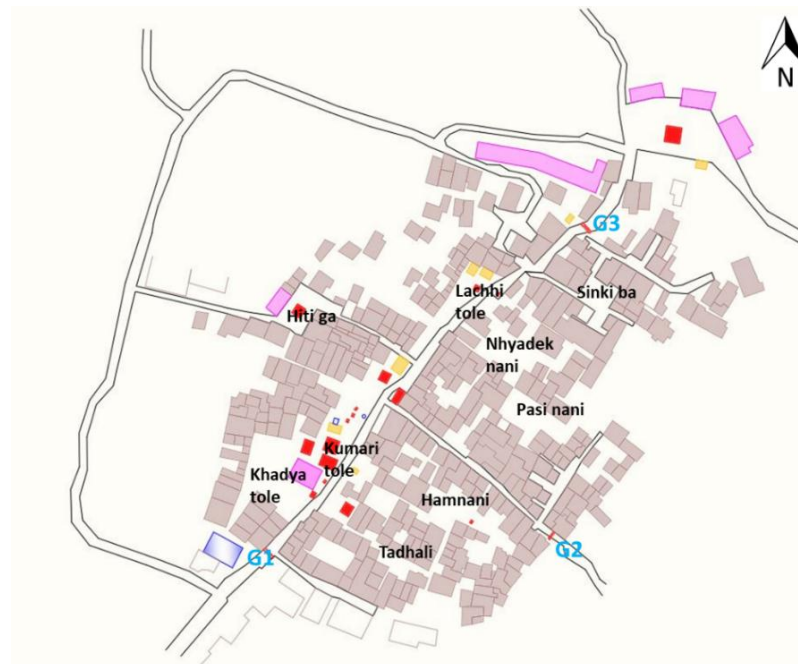 N
G3
Lachhi
tole
Sinki ba
Hiti ga
Nhyadek
nani
Pasi nani
Kumari
tole
Khadya
tole
Hamnani
Tadhali
G1
G2